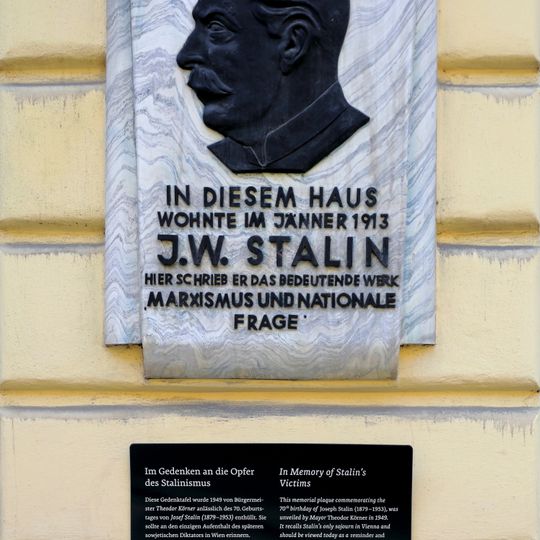 IN DIESEM HAUS
WOHNTE IM JÄNNER 1913
J.W. STALIN
HIER SCHRIEB ER DAS BEDEUTENDE WERK
MARXISMUS UND NATIONALE
FRAGE
Im Gedenken an die Opfer
des Stalinismus
Diese Gedenktafel wurde 1949 von Bürgermei-
ster Theodor Körner anlässlich des 70. Geburts-
tages von Josef Stalin (1879–1953) enthüllt. Sie
sollte an den einzigen Aufenthalt des späteren
sowjetischen Diktators in Wien erinnern.
In Memory of Stalin's
Victims
This memorial plaque commemorating the
70th birthday of Joseph Stalin (1879–1953), was
unveiled by Mayor Theodor Körner in 1949.
It recalls Stalin's only sojourn in Vienna and
should be viewed today as a reminder and